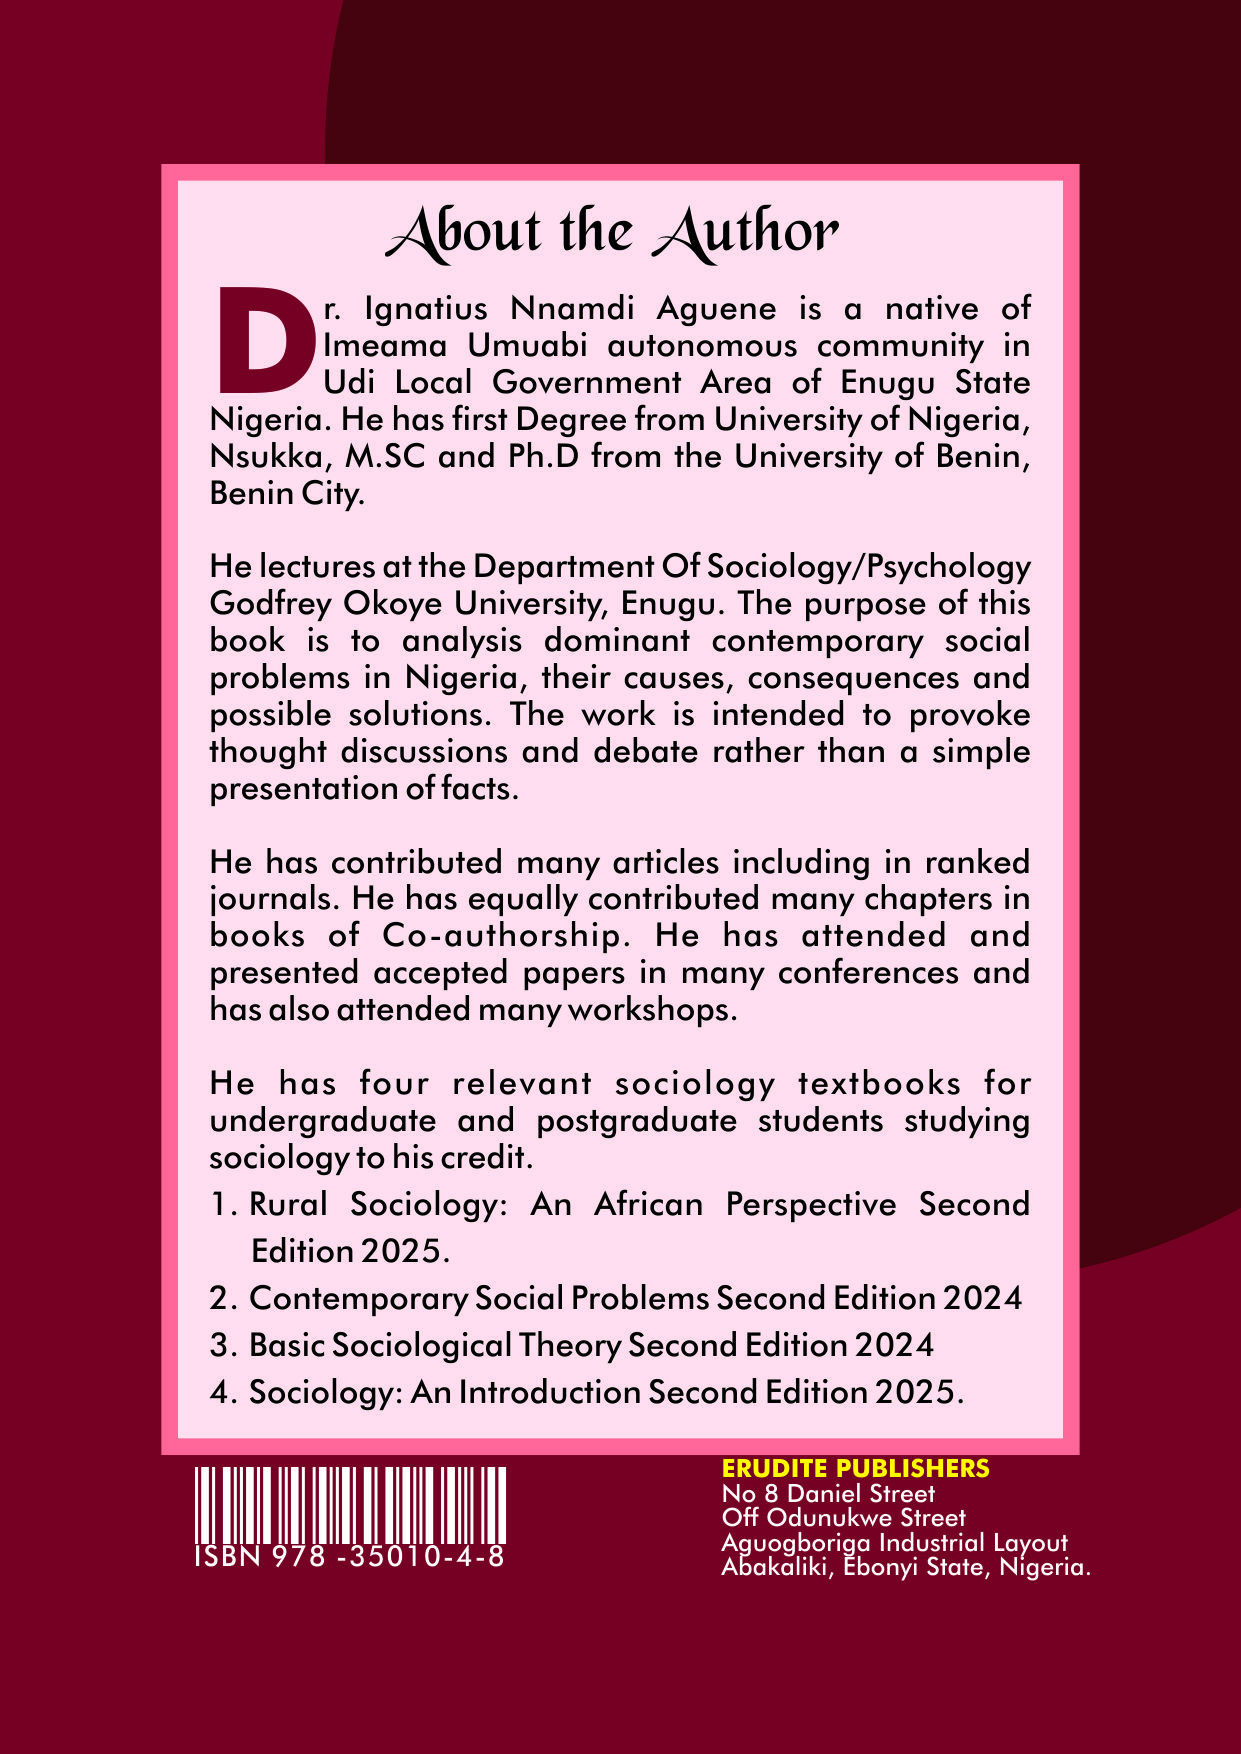 About the Author
Dr. Ignatius Nnamdi Aguene is a native of
Imeama Umuabi autonomous community in
Udi Local Government Area of Enugu State
Nigeria. He has first Degree from University of Nigeria,
Nsukka, M.SC and Ph.D from the University of Benin,
Benin City.
He lectures at the Department Of Sociology/Psychology
Godfrey Okoye University, Enugu. The purpose of this
book is to analysis dominant contemporary social
problems in Nigeria, their causes, consequences and
possible solutions. The work is intended to provoke
thought discussions and debate rather than a simple
presentation of facts.
He has contributed many articles including in ranked
journals. He has equally contributed many chapters in
books of Co-authorship. He has attended and
presented accepted papers in many conferences and
has also attended many workshops.
He has four relevant sociology textbooks for
undergraduate and postgraduate students studying
sociology to his credit.
1. Rural Sociology: An African Perspective Second
Edition 2025.
2. Contemporary Social Problems Second Edition 2024
3. Basic Sociological Theory Second Edition 2024
4. Sociology: An Introduction Second Edition 2025.
ISBN 978 -35010-4-8
ERUDITE PUBLISHERS
No 8 Daniel Street
Off Odunukwe Street
Aguogboriga Industrial Layout
Abakaliki, Ebonyi State, Nigeria.